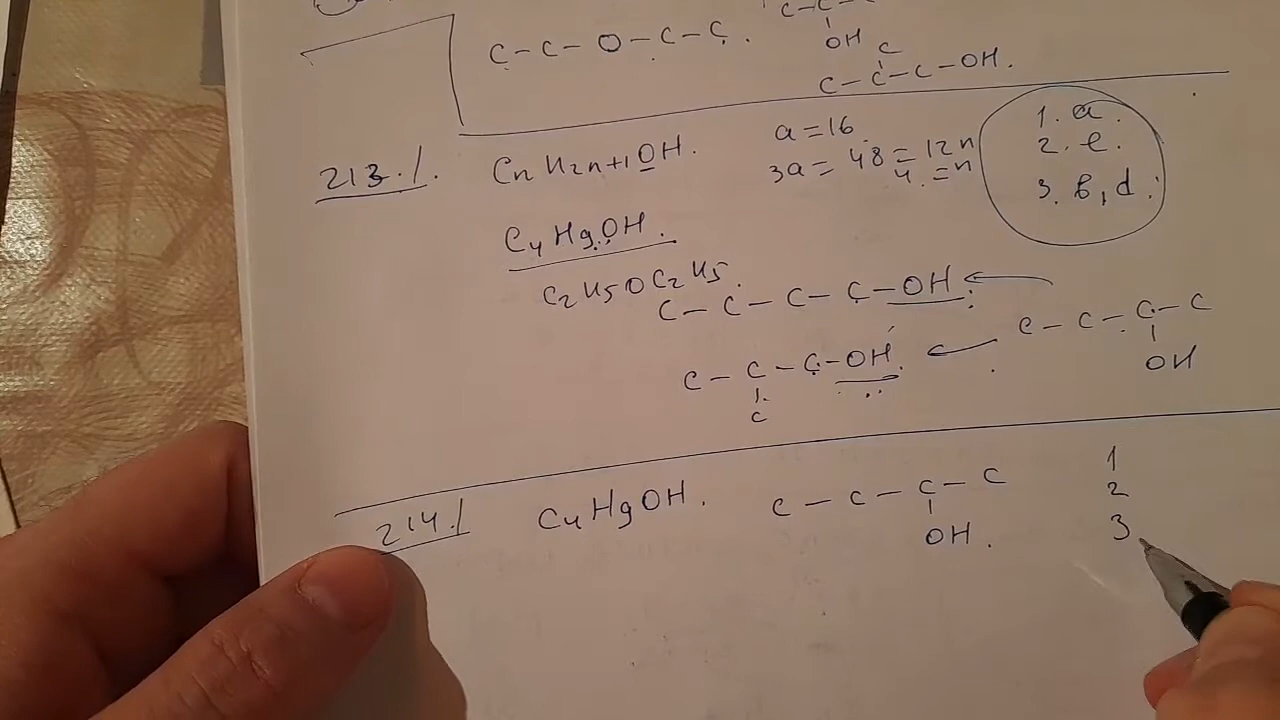 C – C – O – C – C .
C – C –
OH
C
C – C – C – OH .
213./.
CnH2n+1OH.
a = 16
3a = 48 = 12n
4. = n
1. a.
2. e.
3. b, d.
C4H9OH.
C2H5OC2H5.
C – C – C – C – OH
C – C – C – OH.
C
C – C – C – C
OH
214./
C4H9OH.
C – C – C – C
OH .
1
2
3